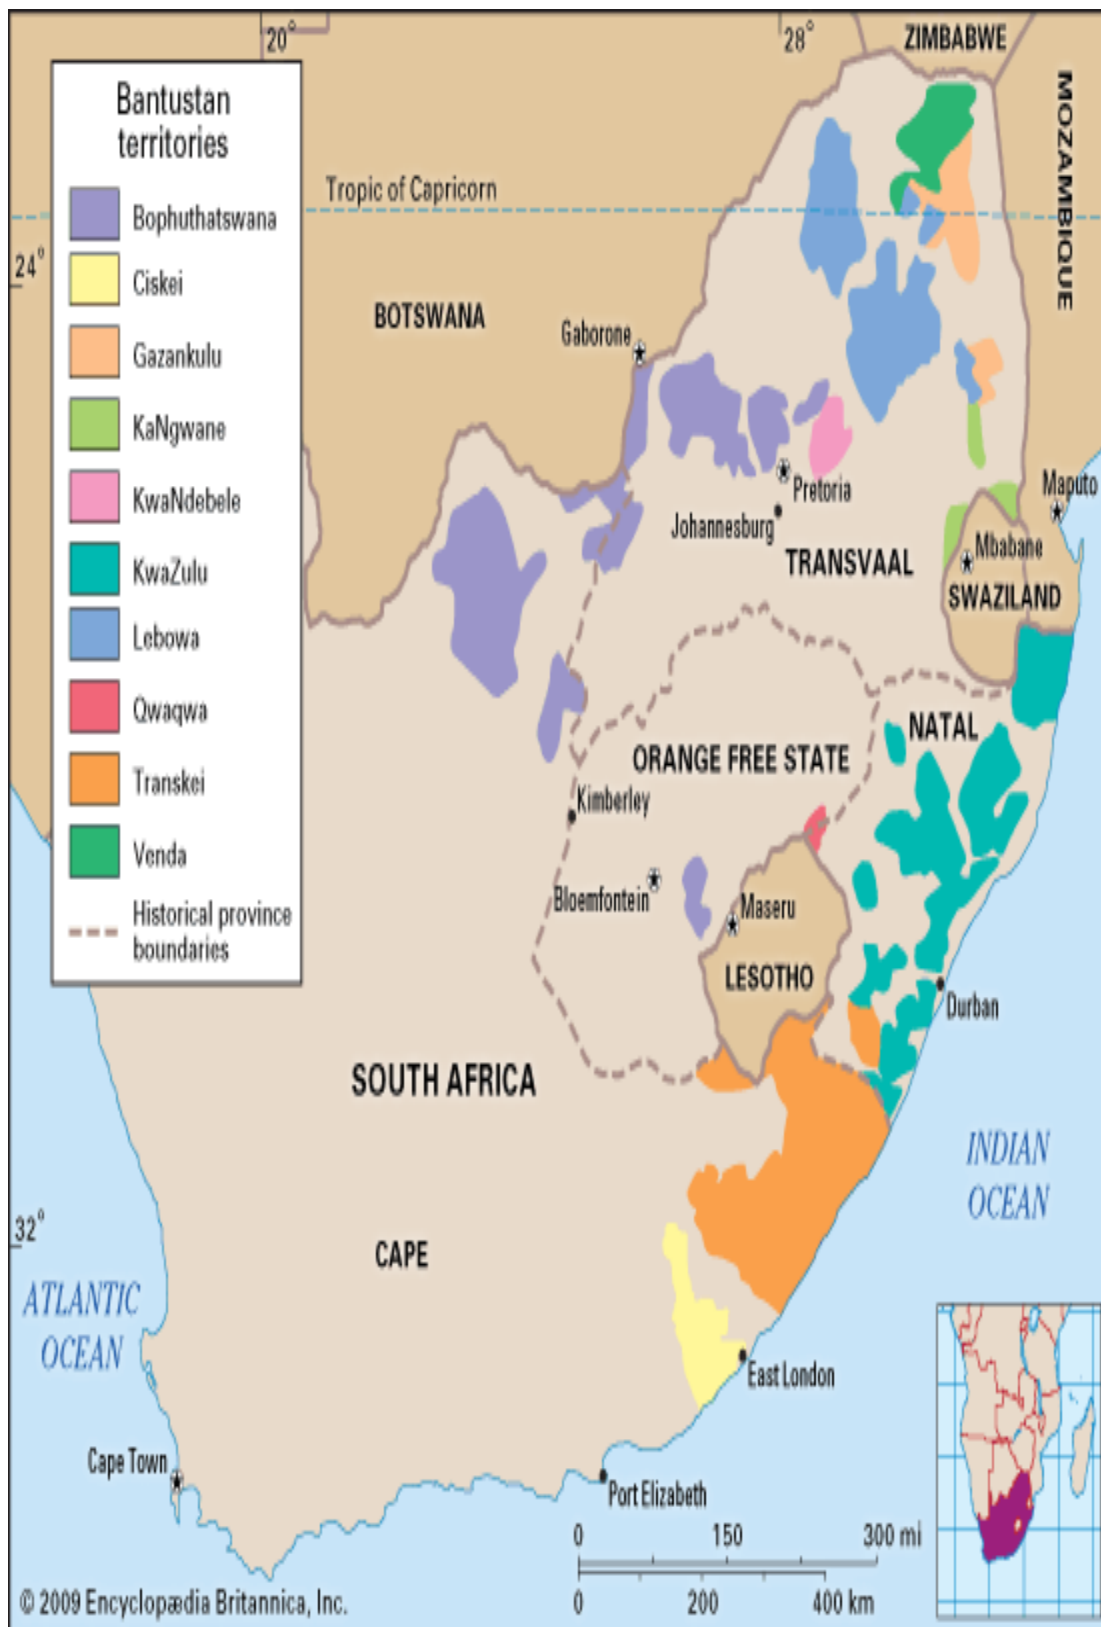 20°
28°
ZIMBABWE
MOZAMBIQUE
Bantustan
territories
Bophuthatswana
Ciskei
Gazankulu
KaNgwane
KwaNdebele
KwaZulu
Lebowa
Qwaqwa
Transkei
Venda
Historical province
boundaries
Tropic of Capricorn
24°
BOTSWANA
Gaborone
Pretoria
Johannesburg
Maputo
TRANSVAAL
Mbabane
SWAZILAND
NATAL
ORANGE FREE STATE
Kimberley
Bloemfontein
Maseru
LESOTHO
Durban
SOUTH AFRICA
INDIAN
OCEAN
32°
CAPE
ATLANTIC
OCEAN
East London
Cape Town
Port Elizabeth
0 150 300 mi
0 200 400 km
© 2009 Encyclopædia Britannica, Inc.